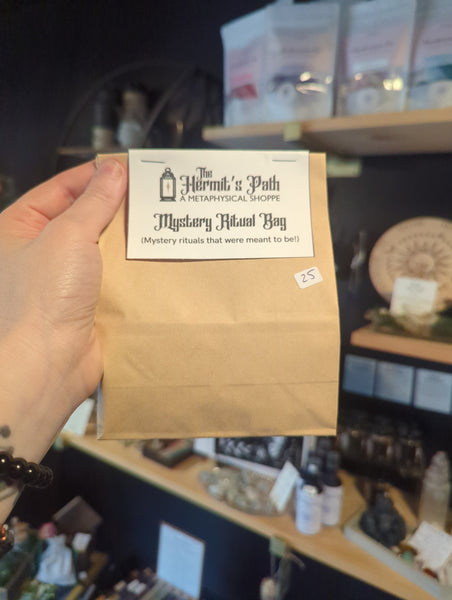 The
Hermit's Path
A METAPHYSICAL SHOPPE
Mystery Ritual Bag
(Mystery rituals that were meant to be!)
25